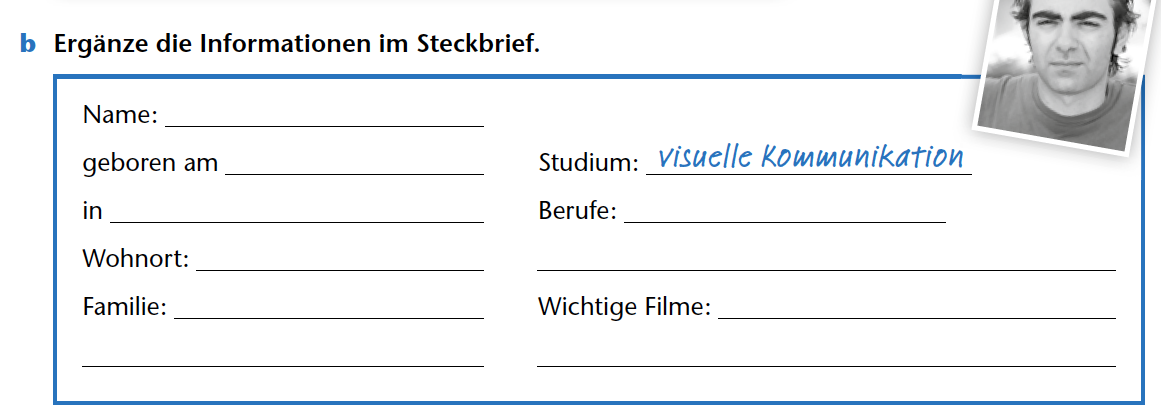 b Ergänze die Informationen im Steckbrief.
Name:
geboren am
in
Wohnort:
Familie:
Studium: visuelle Kommunikation
Berufe:
Wichtige Filme: